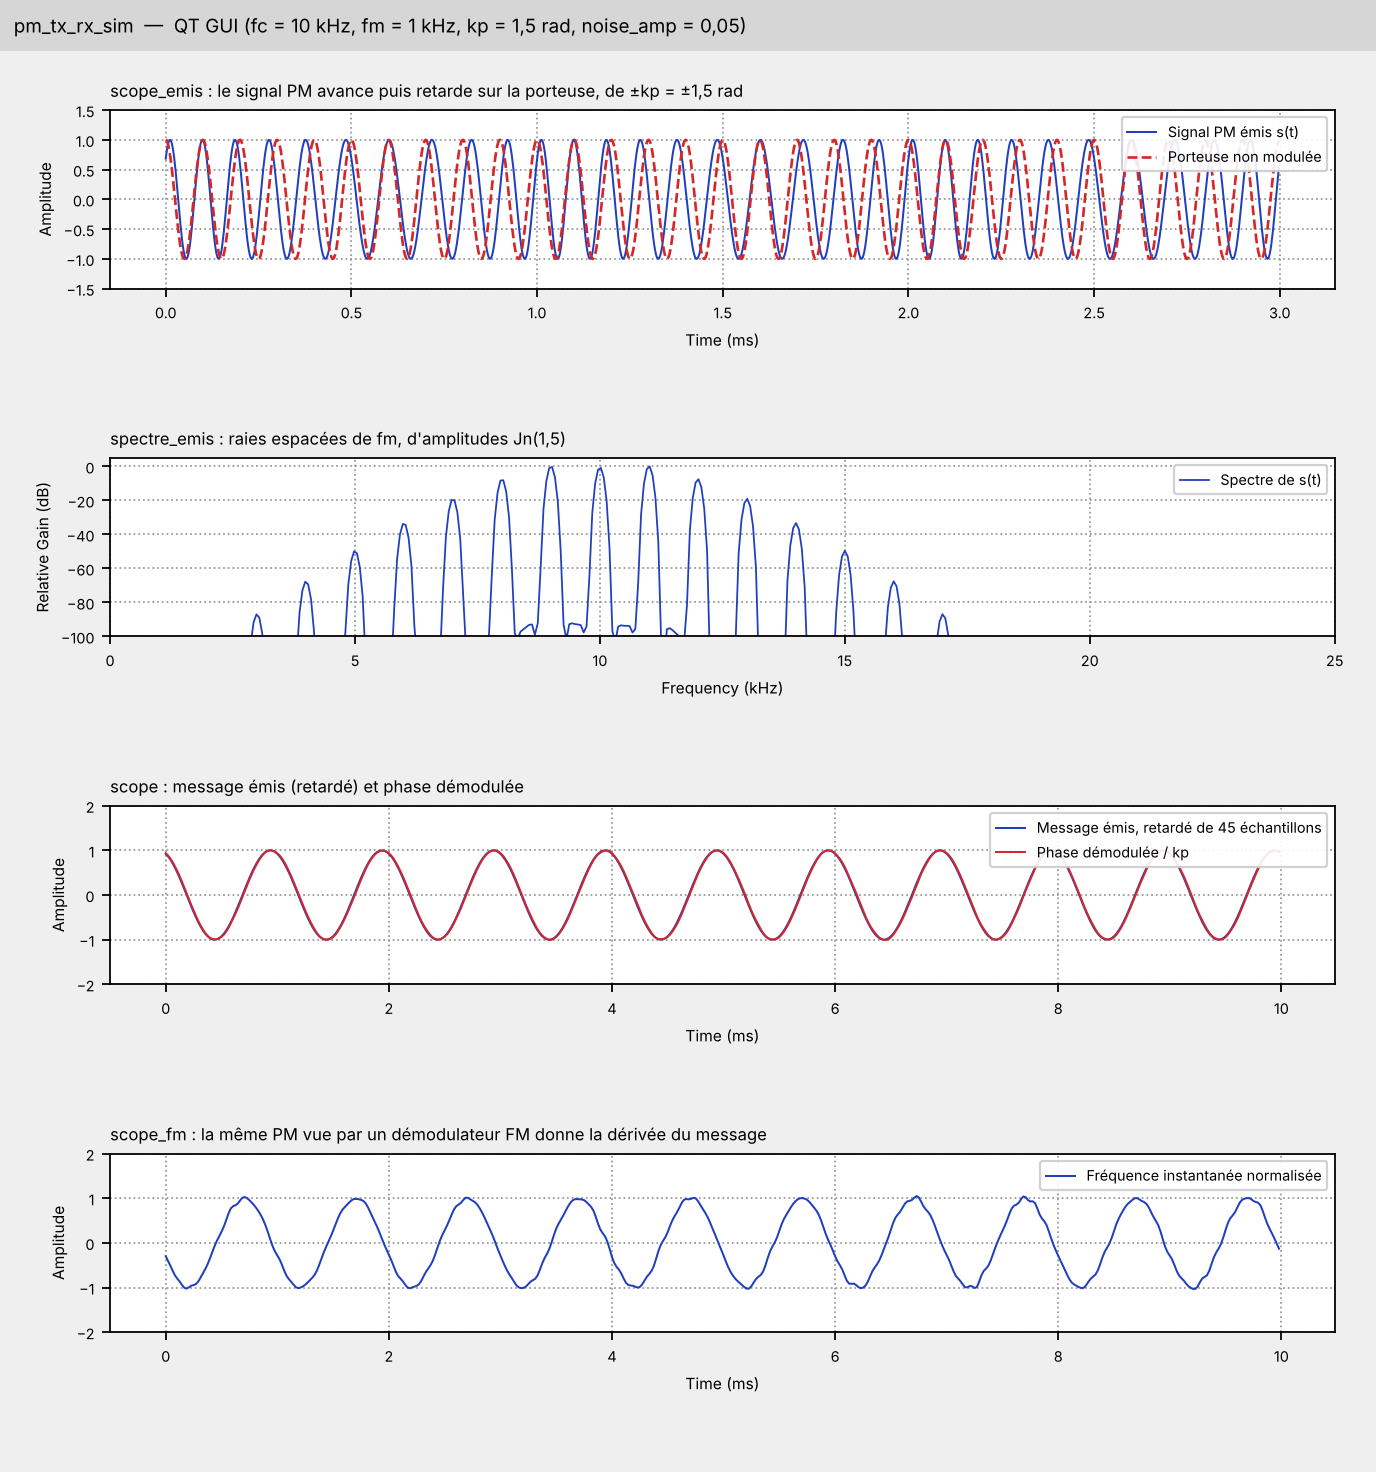 pm_tx_rx_sim — QT GUI (fc = 10 kHz, fm = 1 kHz, kp = 1,5 rad, noise_amp = 0,05)
scope_emis : le signal PM avance puis retarde sur la porteuse, de ±kp = ±1,5 rad
1.5
1.0
0.5
0.0
−0.5
−1.0
−1.5
Amplitude
Signal PM émis s(t)
Porteuse non modulée
0.0 0.5 1.0 1.5 2.0 2.5 3.0
Time (ms)
spectre_emis : raies espacées de fm, d'amplitudes Jn(1,5)
0
−20
−40
−60
−80
−100
Relative Gain (dB)
Spectre de s(t)
0 5 10 15 20 25
Frequency (kHz)
scope : message émis (retardé) et phase démodulée
2
1
0
−1
−2
Amplitude
Message émis, retardé de 45 échantillons
Phase démodulée / kp
0 2 4 6 8 10
Time (ms)
scope_fm : la même PM vue par un démodulateur FM donne la dérivée du message
2
1
0
−1
−2
Amplitude
Fréquence instantanée normalisée
0 2 4 6 8 10
Time (ms)